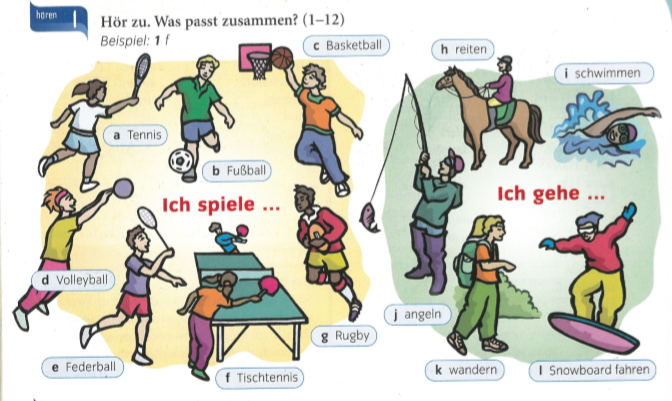 hören
1
Hör zu. Was passt zusammen? (1–12)
Beispiel: 1 f
a Tennis
b Fußball
c Basketball
Ich spiele ...
d Volleyball
e Federball
f Tischtennis
g Rugby
h reiten
i schwimmen
Ich gehe ...
j angeln
k wandern
l Snowboard fahren